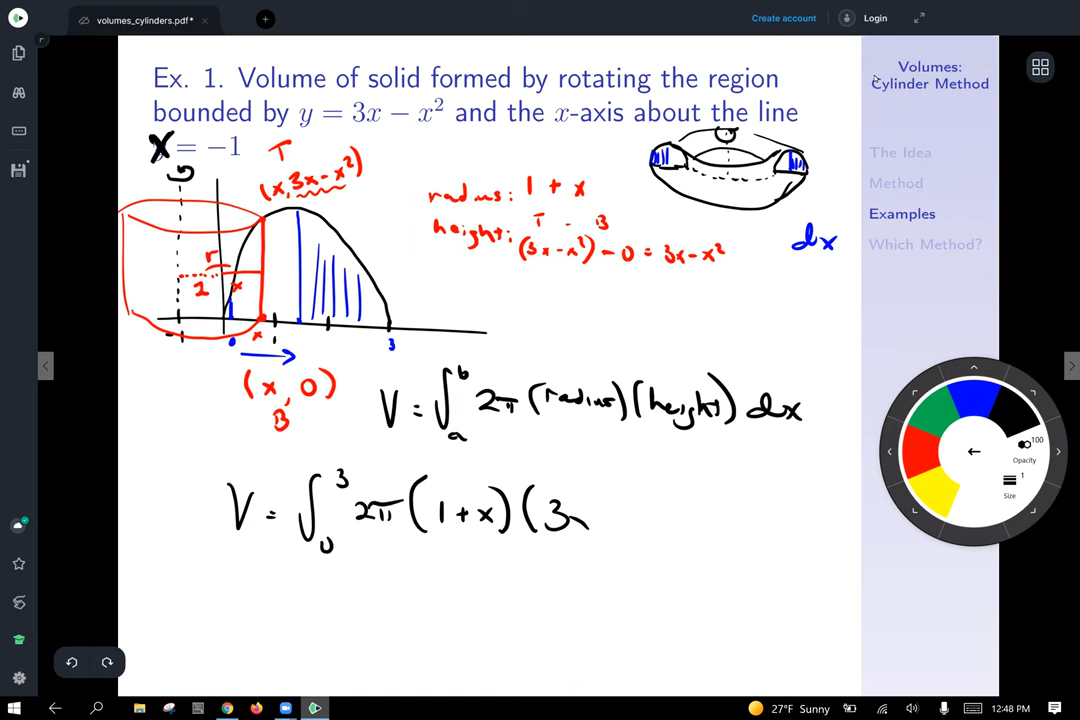 volumes_cylinders.pdf*
Create account
Login
Ex. 1. Volume of solid formed by rotating the region
bounded by y = 3x − x² and the x-axis about the line
x = −1
Volumes:
Cylinder Method
The Idea
Method
Examples
Which Method?
T
(x, 3x−x²)
radius: 1 + x
T - B
height: (3x−x²) − 0 = 3x−x²
dx
r
1
x
x
0
3
(x, 0)
B
V = ∫ₐᵇ 2π (radius)(height) dx
V = ∫₀³ 2π (1+x) (3x
100
Opacity
1
Size
27°F Sunny
12:48 PM